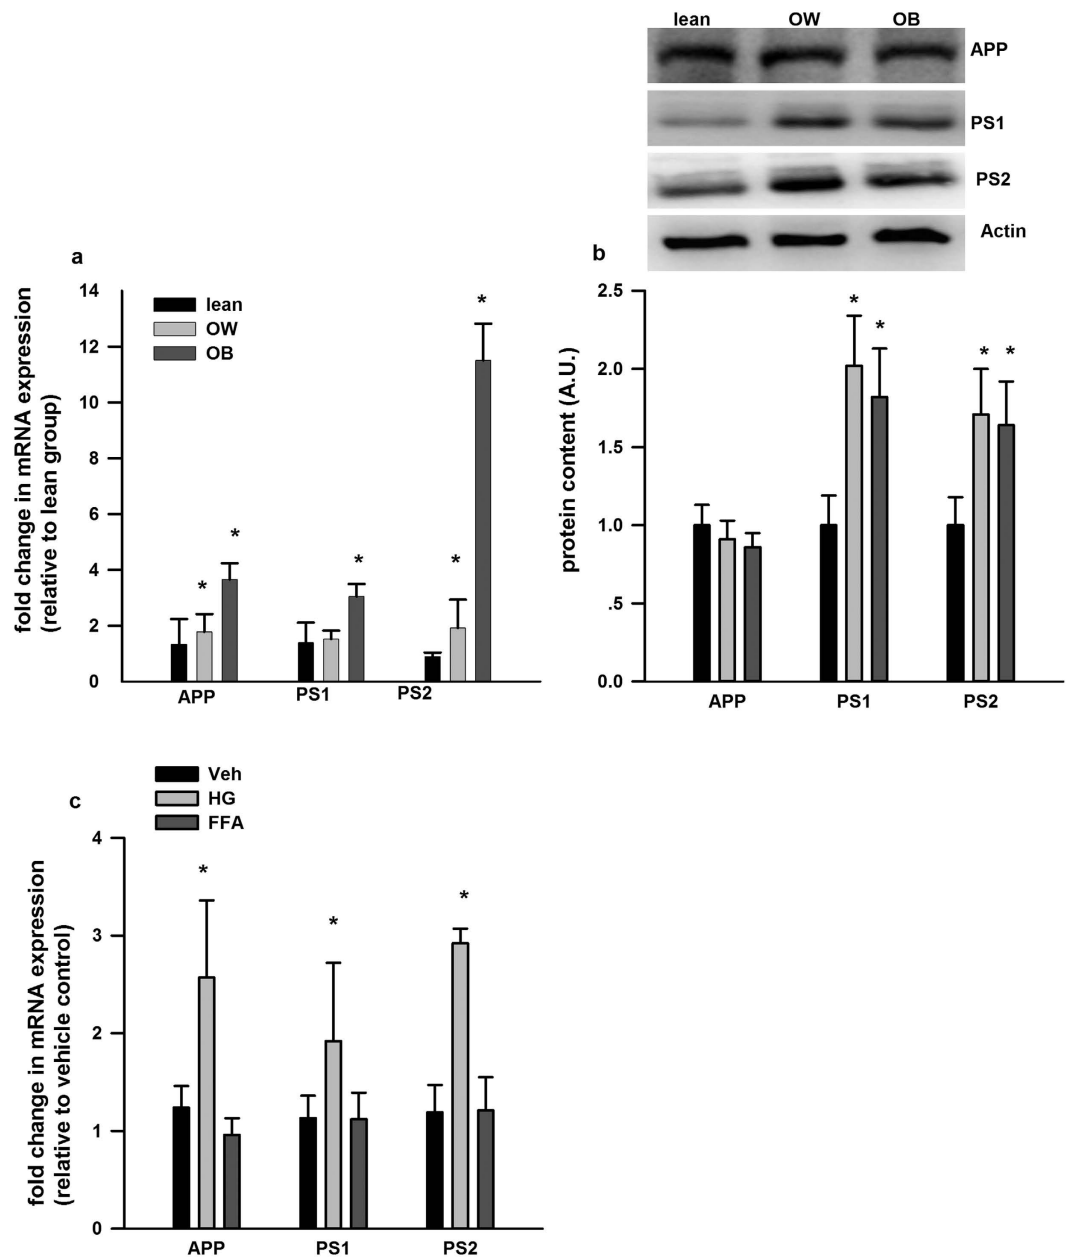 lean OW OB
APP
PS1
PS2
Actin
a
b
fold change in mRNA expression
(relative to lean group)
14
12
10
8
6
4
2
0
lean
OW
OB
*
*
*
*
*
APP PS1 PS2
protein content (A.U.)
2.5
2.0
1.5
1.0
.5
0.0
*
*
*
*
APP PS1 PS2
c
Veh
HG
FFA
fold change in mRNA expression
(relative to vehicle control)
4
3
2
1
0
*
*
*
APP PS1 PS2